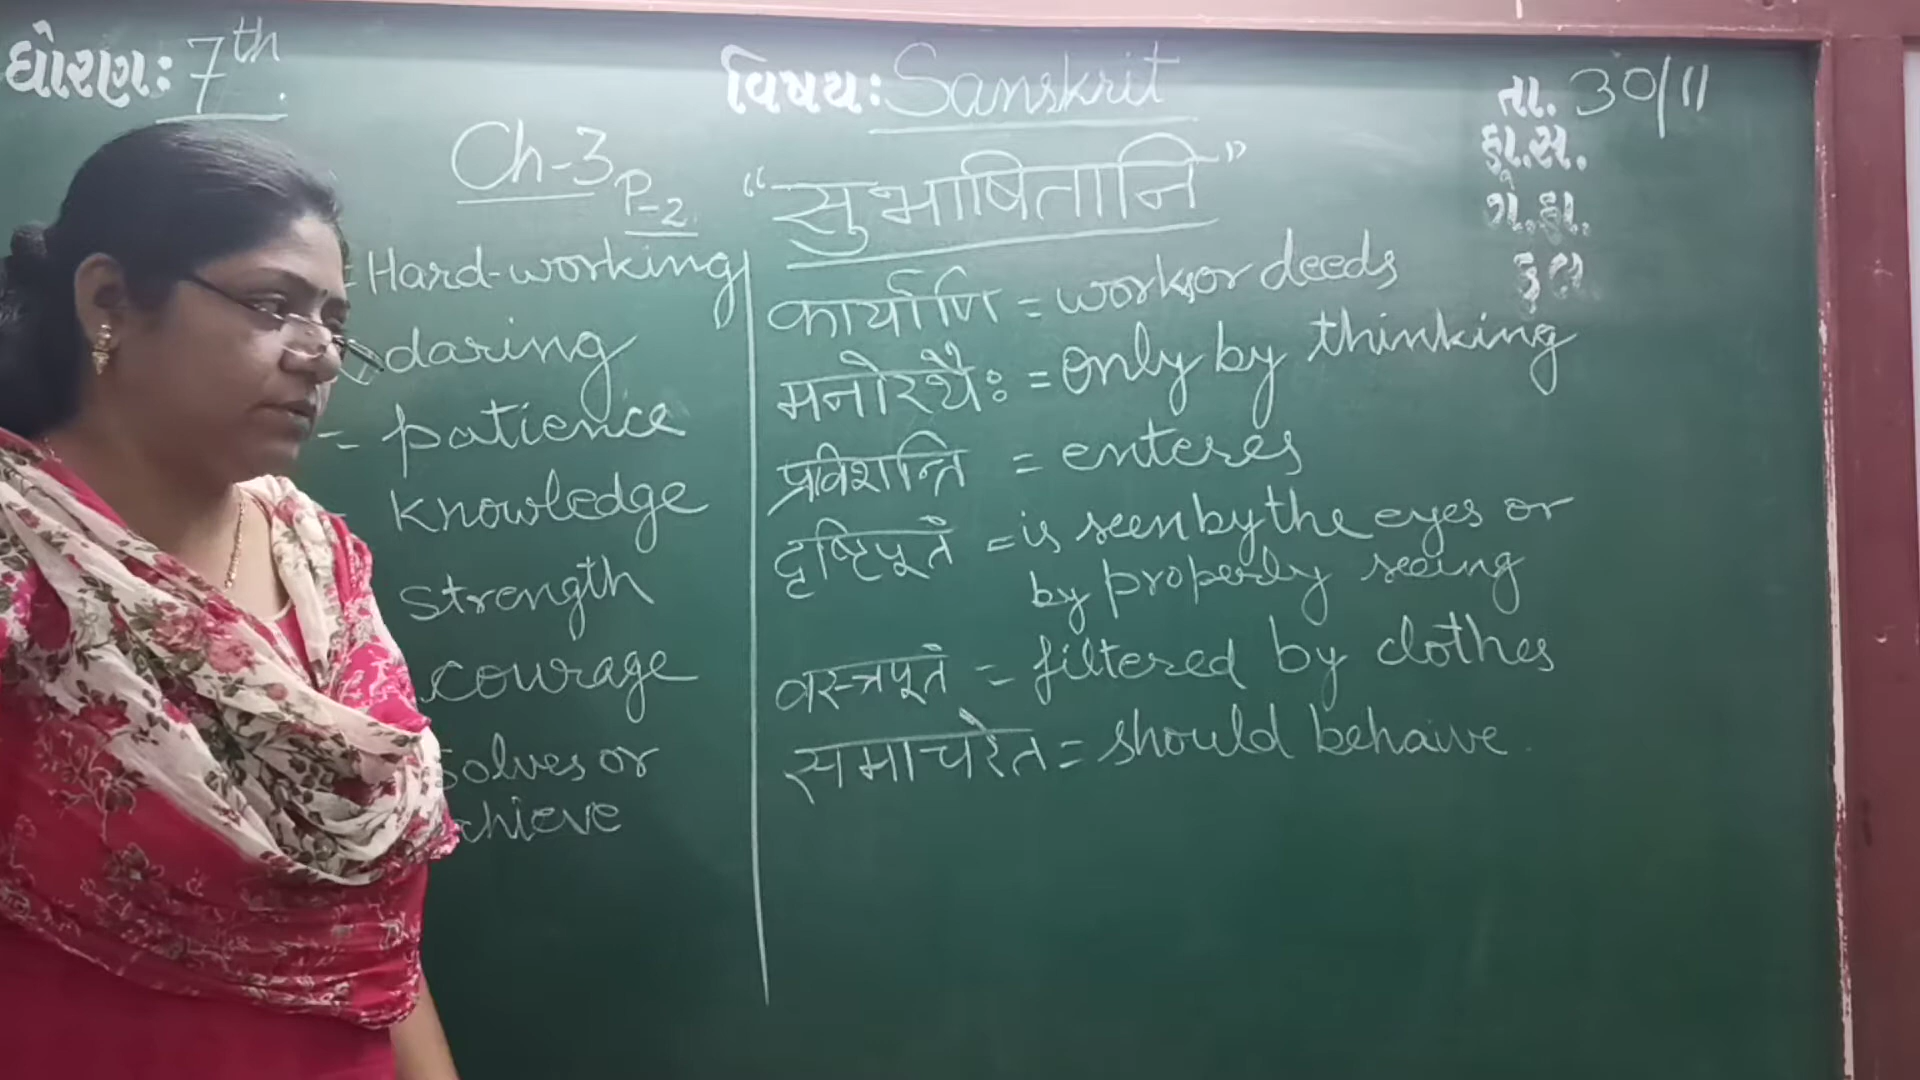 ધોરણ: 7th.
વિષય: Sanskrit
તા. 30/11
હા.સ.
ગે.હા.
કુલ
Ch-3 P-2 "सुभाषितानि"
= Hard-working
daring
= patience
knowledge
strength
courage
solves or
chieve
कार्याणि = works or deeds
मनोरथैः = only by thinking
प्रविशन्ति = enteres
दृष्टिपूतं = is seen by the eyes or
by properly seeing
वस्त्रपूतं = filtered by clothes
समाचरेत = should behaive.